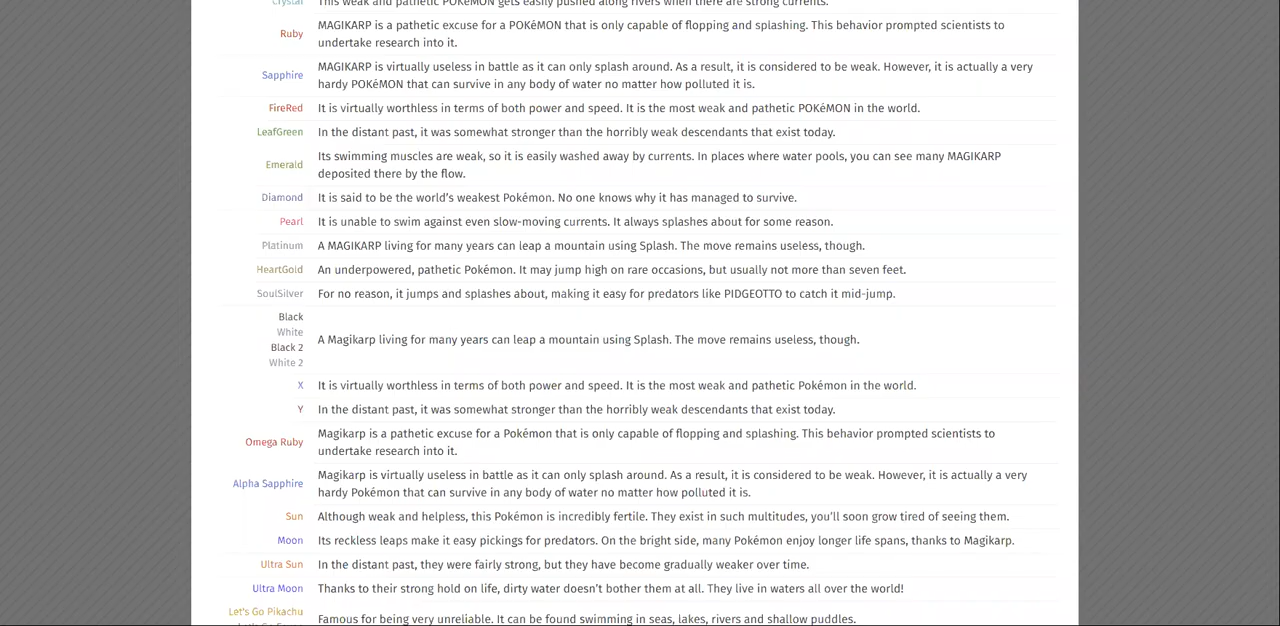 Crystal This weak and pathetic POKéMON gets easily pushed along rivers when there are strong currents.
Ruby MAGIKARP is a pathetic excuse for a POKéMON that is only capable of flopping and splashing. This behavior prompted scientists to
undertake research into it.
Sapphire MAGIKARP is virtually useless in battle as it can only splash around. As a result, it is considered to be weak. However, it is actually a very
hardy POKéMON that can survive in any body of water no matter how polluted it is.
FireRed It is virtually worthless in terms of both power and speed. It is the most weak and pathetic POKéMON in the world.
LeafGreen In the distant past, it was somewhat stronger than the horribly weak descendants that exist today.
Emerald Its swimming muscles are weak, so it is easily washed away by currents. In places where water pools, you can see many MAGIKARP
deposited there by the flow.
Diamond It is said to be the world's weakest Pokémon. No one knows why it has managed to survive.
Pearl It is unable to swim against even slow-moving currents. It always splashes about for some reason.
Platinum A MAGIKARP living for many years can leap a mountain using Splash. The move remains useless, though.
HeartGold An underpowered, pathetic Pokémon. It may jump high on rare occasions, but usually not more than seven feet.
SoulSilver For no reason, it jumps and splashes about, making it easy for predators like PIDGEOTTO to catch it mid-jump.
Black
White
Black 2
White 2
A Magikarp living for many years can leap a mountain using Splash. The move remains useless, though.
X It is virtually worthless in terms of both power and speed. It is the most weak and pathetic Pokémon in the world.
Y In the distant past, it was somewhat stronger than the horribly weak descendants that exist today.
Omega Ruby Magikarp is a pathetic excuse for a Pokémon that is only capable of flopping and splashing. This behavior prompted scientists to
undertake research into it.
Alpha Sapphire Magikarp is virtually useless in battle as it can only splash around. As a result, it is considered to be weak. However, it is actually a very
hardy Pokémon that can survive in any body of water no matter how polluted it is.
Sun Although weak and helpless, this Pokémon is incredibly fertile. They exist in such multitudes, you'll soon grow tired of seeing them.
Moon Its reckless leaps make it easy pickings for predators. On the bright side, many Pokémon enjoy longer life spans, thanks to Magikarp.
Ultra Sun In the distant past, they were fairly strong, but they have become gradually weaker over time.
Ultra Moon Thanks to their strong hold on life, dirty water doesn't bother them at all. They live in waters all over the world!
Let's Go Pikachu Famous for being very unreliable. It can be found swimming in seas, lakes, rivers and shallow puddles.